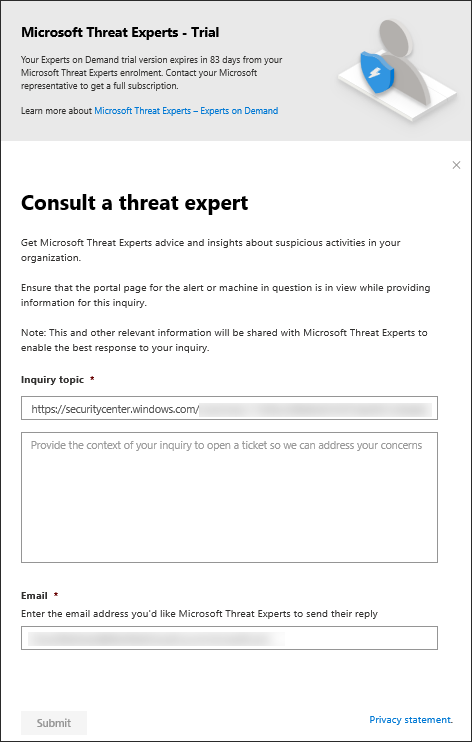 Microsoft Threat Experts - Trial
Your Experts on Demand trial version expires in 83 days from your
Microsoft Threat Experts enrolment. Contact your Microsoft
representative to get a full subscription.
Learn more about Microsoft Threat Experts – Experts on Demand
Consult a threat expert
Get Microsoft Threat Experts advice and insights about suspicious activities in your
organization.
Ensure that the portal page for the alert or machine in question is in view while providing
information for this inquiry.
Note: This and other relevant information will be shared with Microsoft Threat Experts to
enable the best response to your inquiry.
Inquiry topic *
https://securitycenter.windows.com/
Provide the context of your inquiry to open a ticket so we can address your concerns
Email *
Enter the email address you'd like Microsoft Threat Experts to send their reply
Privacy statement.
Submit